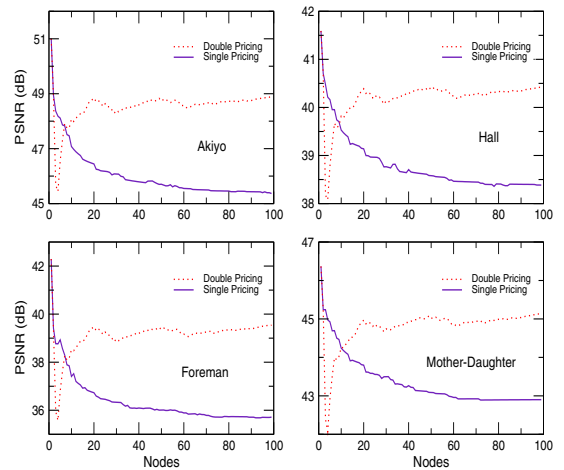 51
49
47
45
PSNR (dB)
Double Pricing
Single Pricing
Akiyo
0 20 40 60 80 100
42
40
38
Double Pricing
Single Pricing
Hall
0 20 40 60 80 100
42
40
38
36
PSNR (dB)
Double Pricing
Single Pricing
Foreman
0 20 40 60 80 100
Nodes
47
45
43
Double Pricing
Single Pricing
Mother-Daughter
0 20 40 60 80 100
Nodes